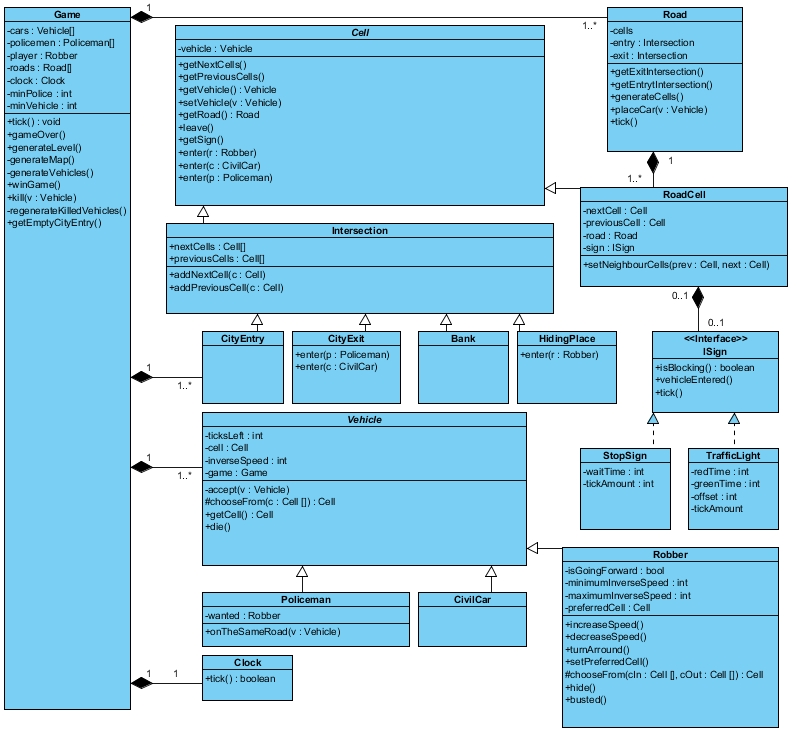 Game
-cars : Vehicle[]
-policemen : Policeman[]
-player : Robber
-roads : Road[]
-clock : Clock
-minPolice : int
-minVehicle : int
+tick() : void
+gameOver()
+generateLevel()
-generateMap()
-generateVehicles()
+winGame()
+kill(v : Vehicle)
-regenerateKilledVehicles()
+getEmptyCityEntry()
1
1..*
Cell
-vehicle : Vehicle
+getNextCells()
+getPreviousCells()
+getVehicle() : Vehicle
+setVehicle(v : Vehicle)
+getRoad() : Road
+leave()
+getSign()
+enter(r : Robber)
+enter(c : CivilCar)
+enter(p : Policeman)
Road
-cells
-entry : Intersection
-exit : Intersection
+getExitIntersection()
+getEntrytIntersection()
+generateCells()
+placeCar(v : Vehicle)
+tick()
1
1..*
RoadCell
-nextCell : Cell
-previousCell : Cell
-road : Road
-sign : ISign
+setNeighbourCells(prev : Cell, next : Cell)
0..1
0..1
Intersection
+nextCells : Cell[]
+previousCells : Cell[]
+addNextCell(c : Cell)
+addPreviousCell(c : Cell)
CityEntry
CityExit
+enter(p : Policeman)
+enter(c : CivilCar)
Bank
HidingPlace
+enter(r : Robber)
1
1..*
<<Interface>>
ISign
+isBlocking() : boolean
+vehicleEntered()
+tick()
StopSign
-waitTime : int
-tickAmount : int
TrafficLight
-redTime : int
-greenTime : int
-offset : int
-tickAmount
Vehicle
-ticksLeft : int
-cell : Cell
-inverseSpeed : int
-game : Game
-accept(v : Vehicle)
#chooseFrom(c : Cell []) : Cell
+getCell() : Cell
+die()
1
1..*
Policeman
-wanted : Robber
+onTheSameRoad(v : Vehicle)
CivilCar
Robber
-isGoingForward : bool
-minimumInverseSpeed : int
-maximumInverseSpeed : int
-preferredCell : Cell
+increaseSpeed()
+decreaseSpeed()
+turnArround()
+setPreferredCell()
#chooseFrom(cIn : Cell [], cOut : Cell []) : Cell
+hide()
+busted()
1
1
Clock
+tick() : boolean